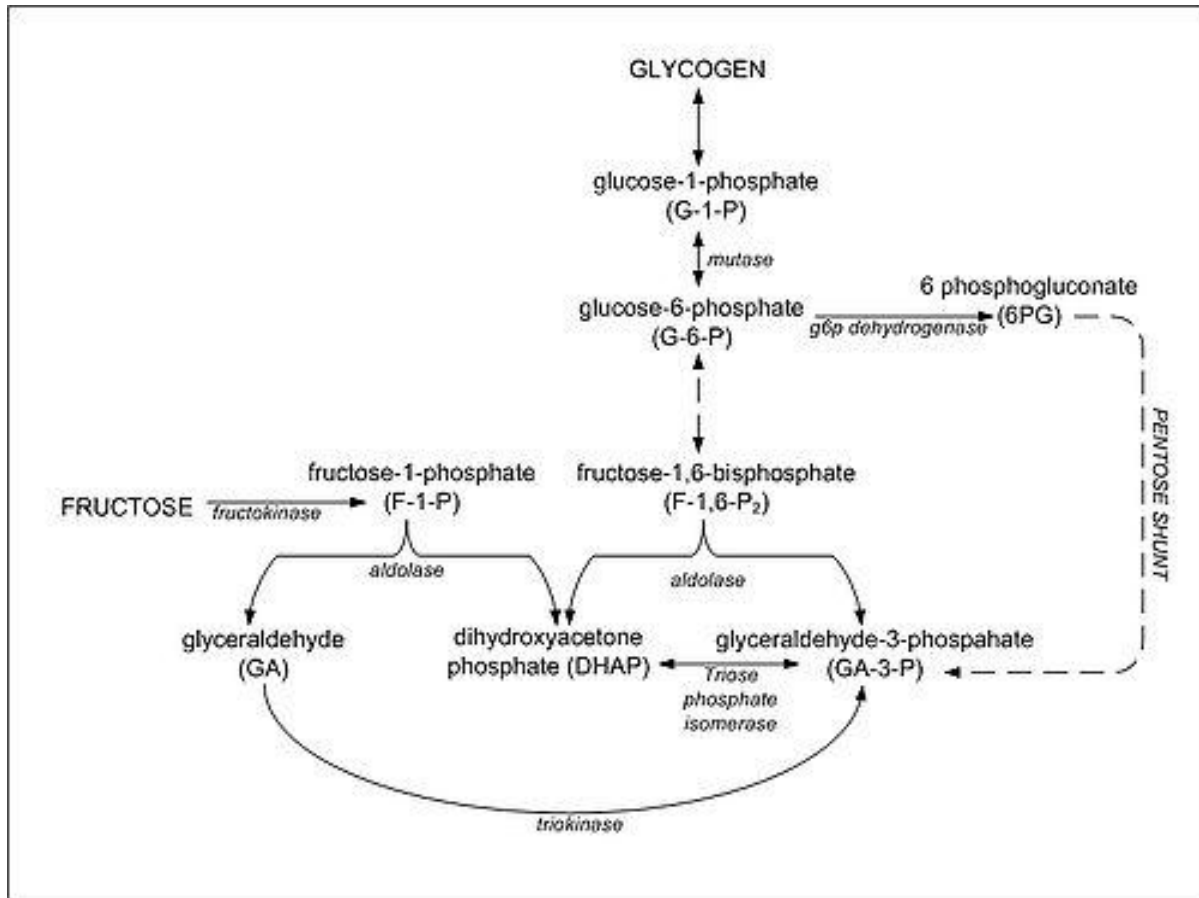 GLYCOGEN
glucose-1-phosphate
(G-1-P)
mutase
glucose-6-phosphate
(G-6-P)
g6p dehydrogenase
6 phosphogluconate
(6PG)
PENTOSE SHUNT
fructose-1-phosphate
(F-1-P)
fructose-1,6-bisphosphate
(F-1,6-P₂)
FRUCTOSE
fructokinase
aldolase
aldolase
glyceraldehyde
(GA)
dihydroxyacetone
phosphate (DHAP)
glyceraldehyde-3-phospahate
(GA-3-P)
Triose
phosphate
isomerase
triokinase